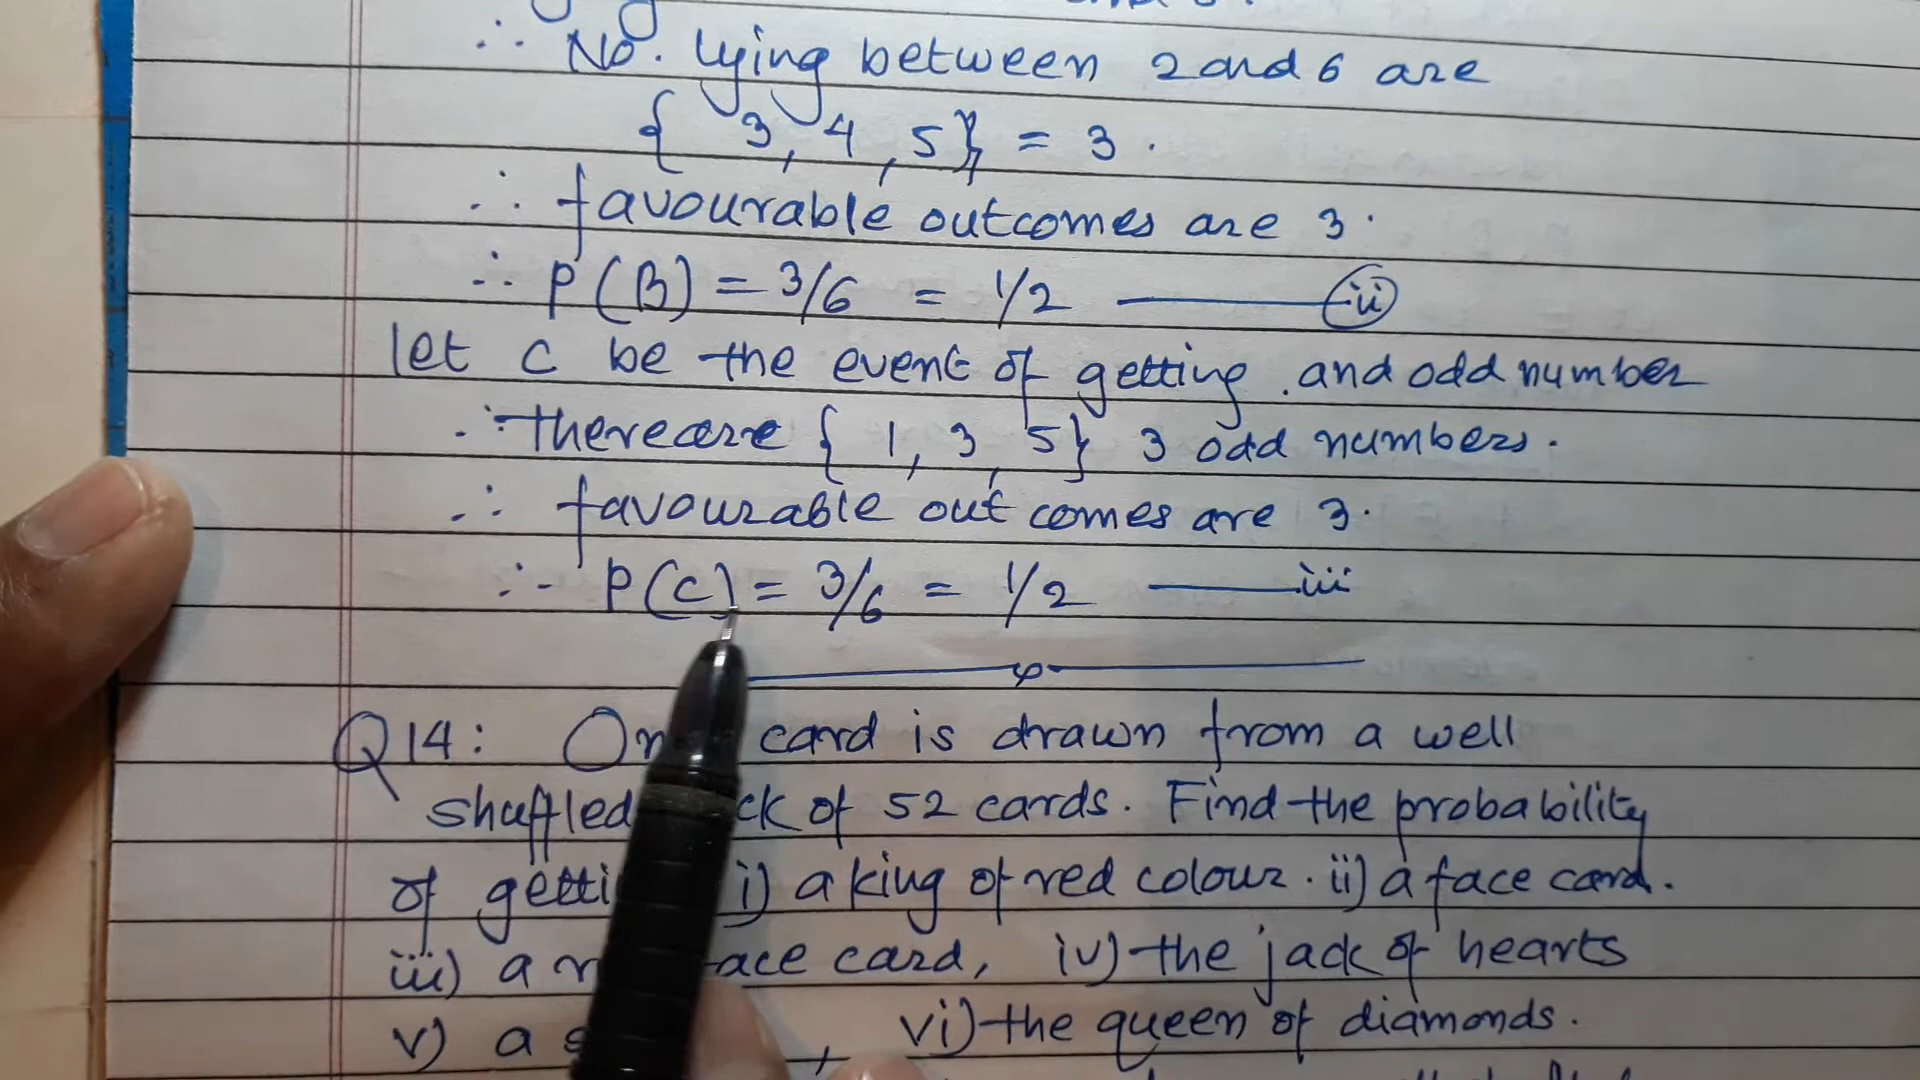 ∴ No. lying between 2 and 6 are
{ 3, 4, 5} = 3.
∴ favourable outcomes are 3.
∴ P(B) = 3/6 = 1/2 — ii
let C be the event of getting and odd number
∴ there are { 1, 3, 5} 3 odd numbers.
∴ favourable out comes are 3.
∴ P(C) = 3/6 = 1/2 — iii
Q14: card is drawn from a well
shuffled of 52 cards. Find the probability
of i) a king of red colour. ii) a face card.
iii) a card, iv) the jack of hearts
v) a , vi) the queen of diamonds.